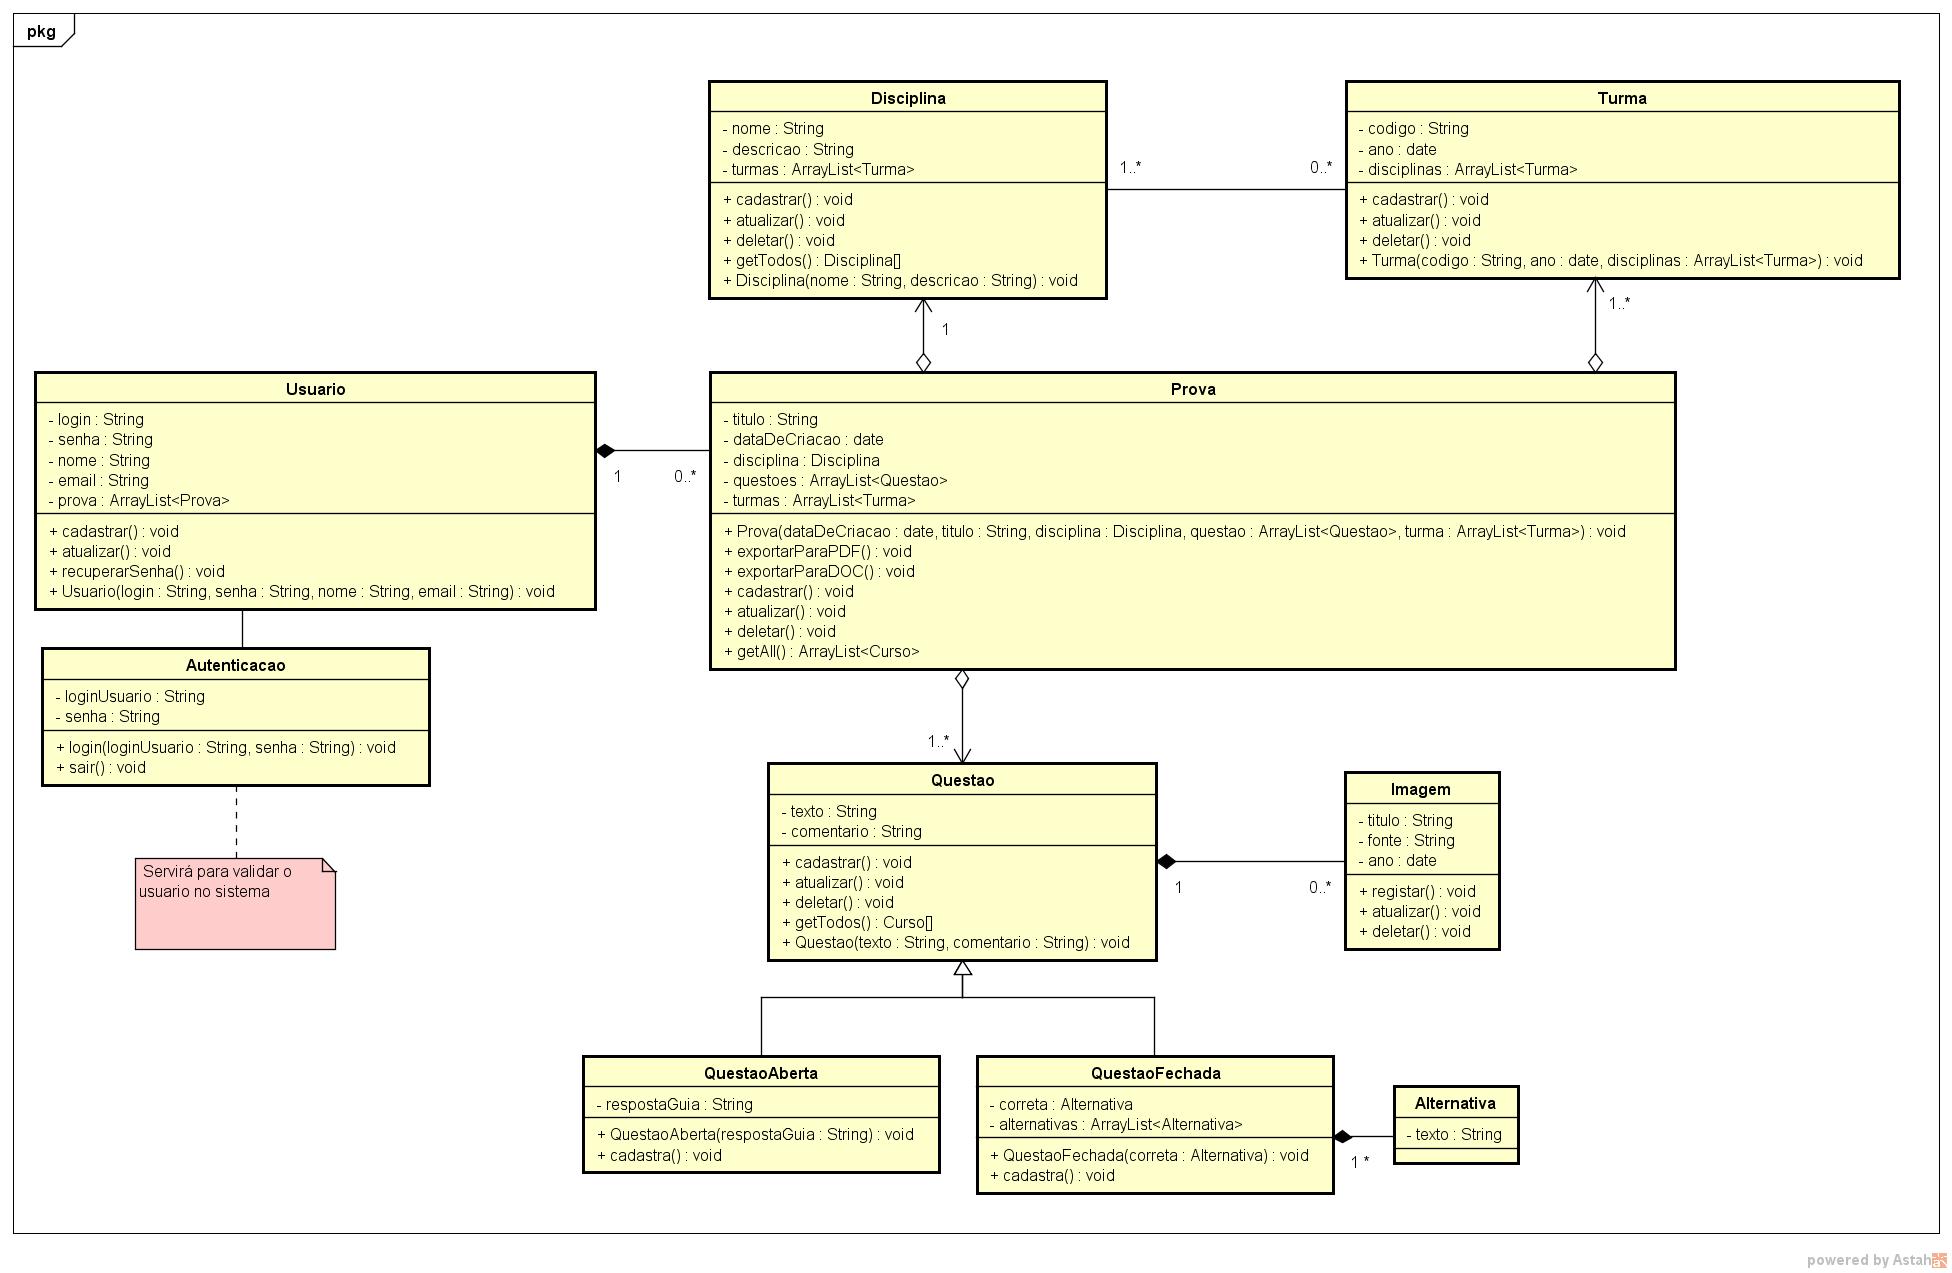 pkg
Disciplina
- nome : String
- descricao : String
- turmas : ArrayList<Turma>
+ cadastrar() : void
+ atualizar() : void
+ deletar() : void
+ getTodos() : Disciplina[]
+ Disciplina(nome : String, descricao : String) : void
1..*
0..*
Turma
- codigo : String
- ano : date
- disciplinas : ArrayList<Turma>
+ cadastrar() : void
+ atualizar() : void
+ deletar() : void
+ Turma(codigo : String, ano : date, disciplinas : ArrayList<Turma>) : void
1
1..*
Usuario
- login : String
- senha : String
- nome : String
- email : String
- prova : ArrayList<Prova>
+ cadastrar() : void
+ atualizar() : void
+ recuperarSenha() : void
+ Usuario(login : String, senha : String, nome : String, email : String) : void
1
0..*
Prova
- titulo : String
- dataDeCriacao : date
- disciplina : Disciplina
- questoes : ArrayList<Questao>
- turmas : ArrayList<Turma>
+ Prova(dataDeCriacao : date, titulo : String, disciplina : Disciplina, questao : ArrayList<Questao>, turma : ArrayList<Turma>) : void
+ exportarParaPDF() : void
+ exportarParaDOC() : void
+ cadastrar() : void
+ atualizar() : void
+ deletar() : void
+ getAll() : ArrayList<Curso>
Autenticacao
- loginUsuario : String
- senha : String
+ login(loginUsuario : String, senha : String) : void
+ sair() : void
Servirá para validar o
usuario no sistema
1..*
Questao
- texto : String
- comentario : String
+ cadastrar() : void
+ atualizar() : void
+ deletar() : void
+ getTodos() : Curso[]
+ Questao(texto : String, comentario : String) : void
1
0..*
Imagem
- titulo : String
- fonte : String
- ano : date
+ registar() : void
+ atualizar() : void
+ deletar() : void
QuestaoAberta
- respostaGuia : String
+ QuestaoAberta(respostaGuia : String) : void
+ cadastra() : void
QuestaoFechada
- correta : Alternativa
- alternativas : ArrayList<Alternativa>
+ QuestaoFechada(correta : Alternativa) : void
+ cadastra() : void
1 *
Alternativa
- texto : String
powered by Astah